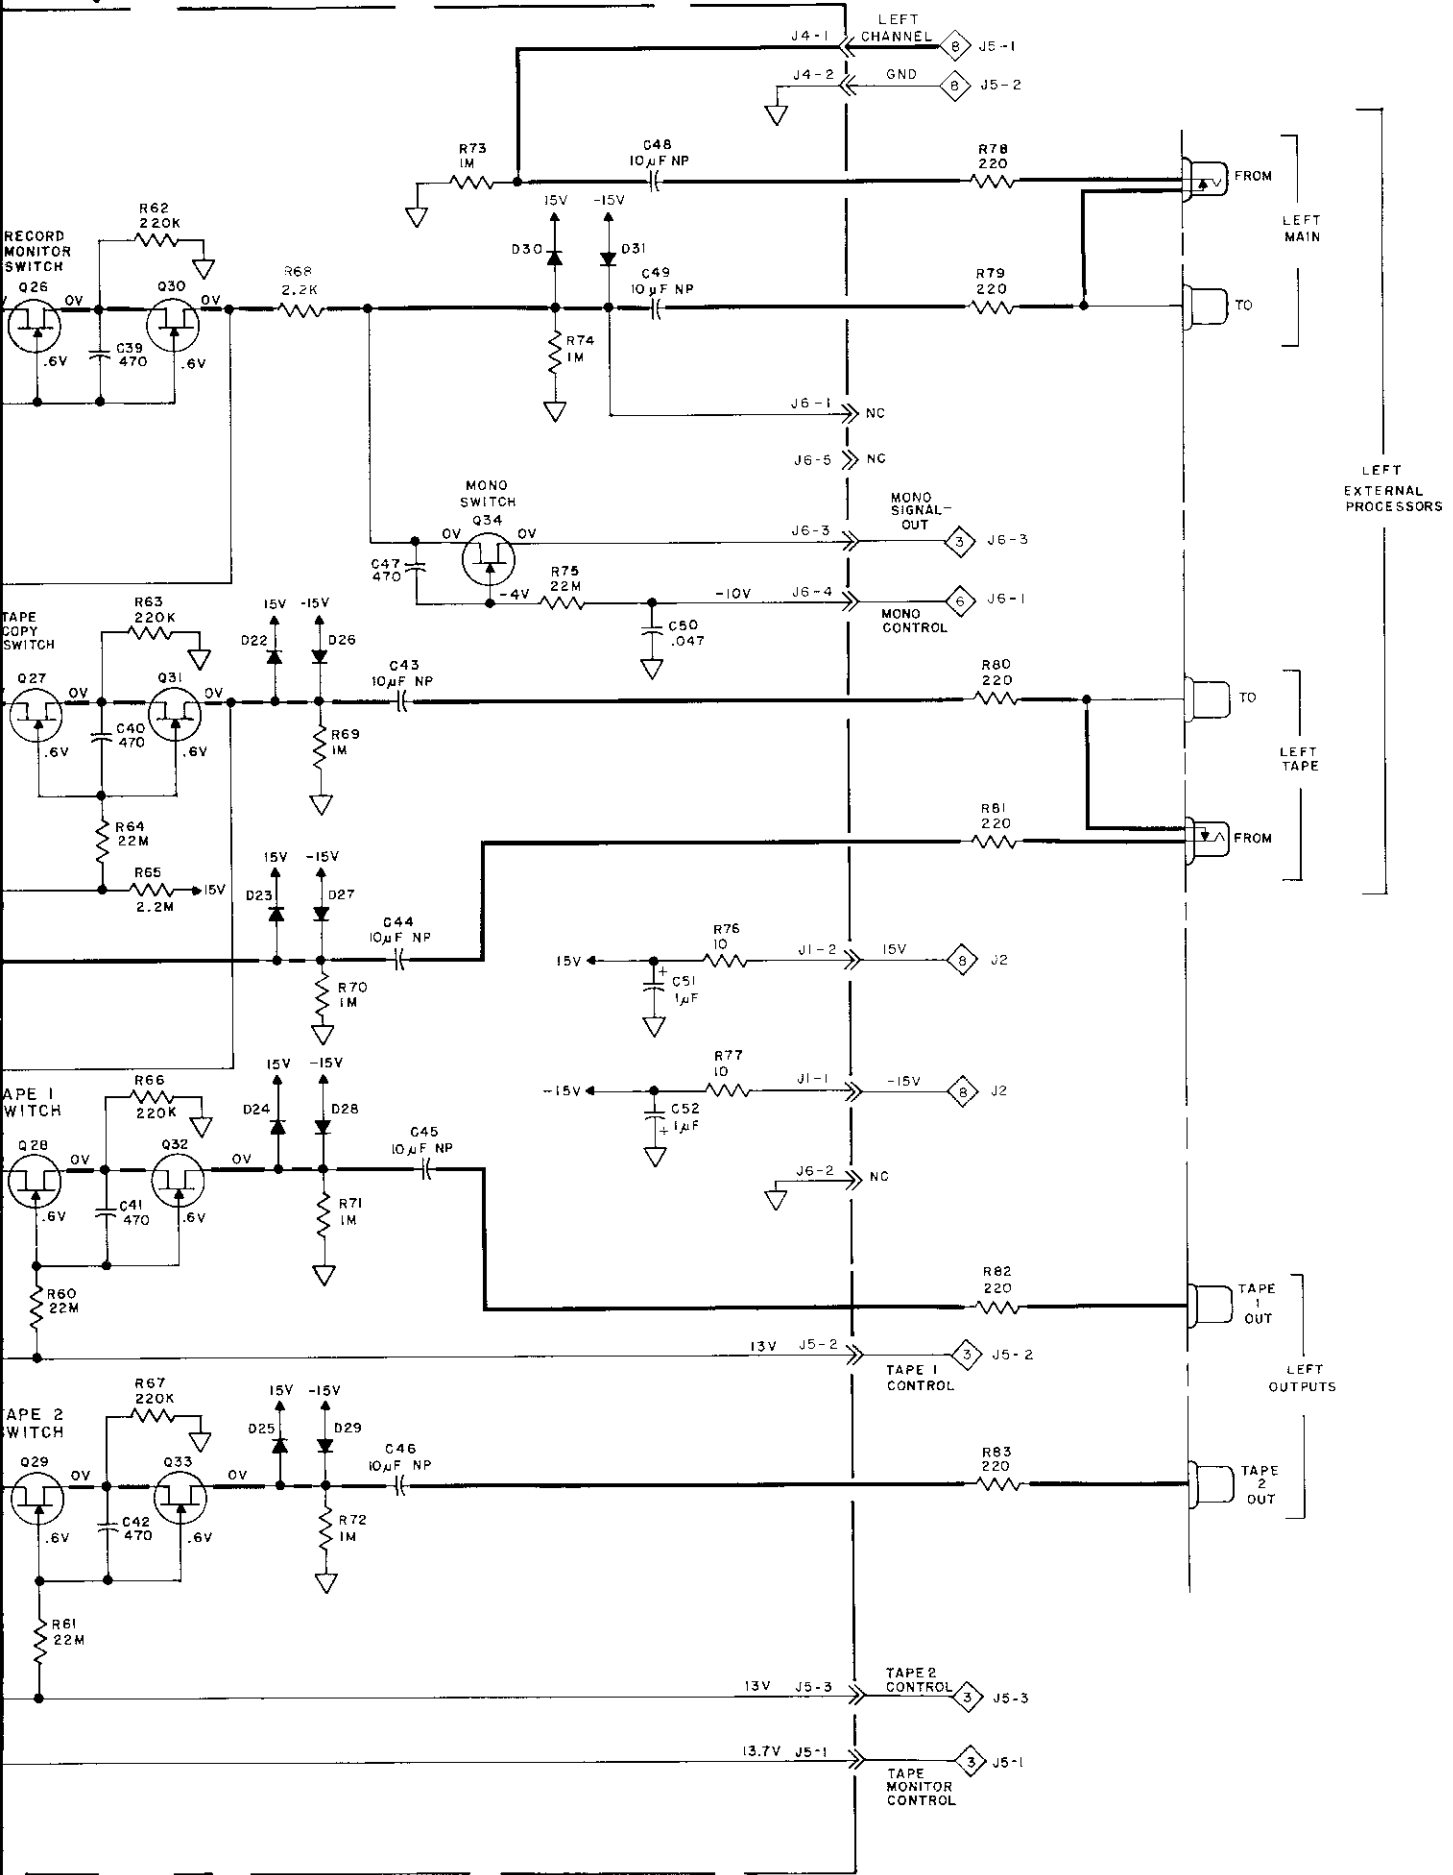 LEFT
J4-1 CHANNEL 8 J5-1
J4-2 GND 8 J5-2
R73
1M
C48
10µF NP
R78
220
FROM
LEFT
MAIN
R62
220K
15V -15V
RECORD
MONITOR
SWITCH
D30 D31
R68
2.2K
C49
10µF NP
R79
220
Q26 0V Q30 0V
TO
C39
470
.6V .6V
R74
1M
J6-1 NC
J6-5 NC
LEFT
EXTERNAL
PROCESSORS
MONO
SWITCH
Q34
MONO
SIGNAL-
OUT
0V 0V
J6-3 3 J6-3
C47
470
R75
22M
-4V -10V J6-4 6 J6-1
MONO
CONTROL
C50
.047
TAPE
COPY
SWITCH
R63
220K
15V -15V
D22 D26
C43
10µF NP
R80
220
Q27 0V Q31 0V
TO
C40
470
.6V .6V
R69
1M
LEFT
TAPE
R64
22M
R81
220
FROM
R65
2.2M
15V
15V -15V
D23 D27
C44
10µF NP
R70
1M
R76
10
15V J1-2 15V 8 J2
+
C51
1µF
R77
10
-15V J1-1 -15V 8 J2
C52
+ 1µF
J6-2 NC
APE 1
WITCH
R66
220K
15V -15V
D24 D28
C45
10µF NP
Q28 0V Q32 0V
C41
470
.6V .6V
R71
1M
R60
22M
R82
220
TAPE
1
OUT
13V J5-2 3 J5-2
TAPE 1
CONTROL
LEFT
OUTPUTS
APE 2
WITCH
R67
220K
15V -15V
D25 D29
C46
10µF NP
R83
220
Q29 0V Q33 0V
TAPE
2
OUT
C42
470
.6V .6V
R72
1M
R61
22M
TAPE 2
CONTROL
13V J5-3 3 J5-3
13.7V J5-1 3 J5-1
TAPE
MONITOR
CONTROL